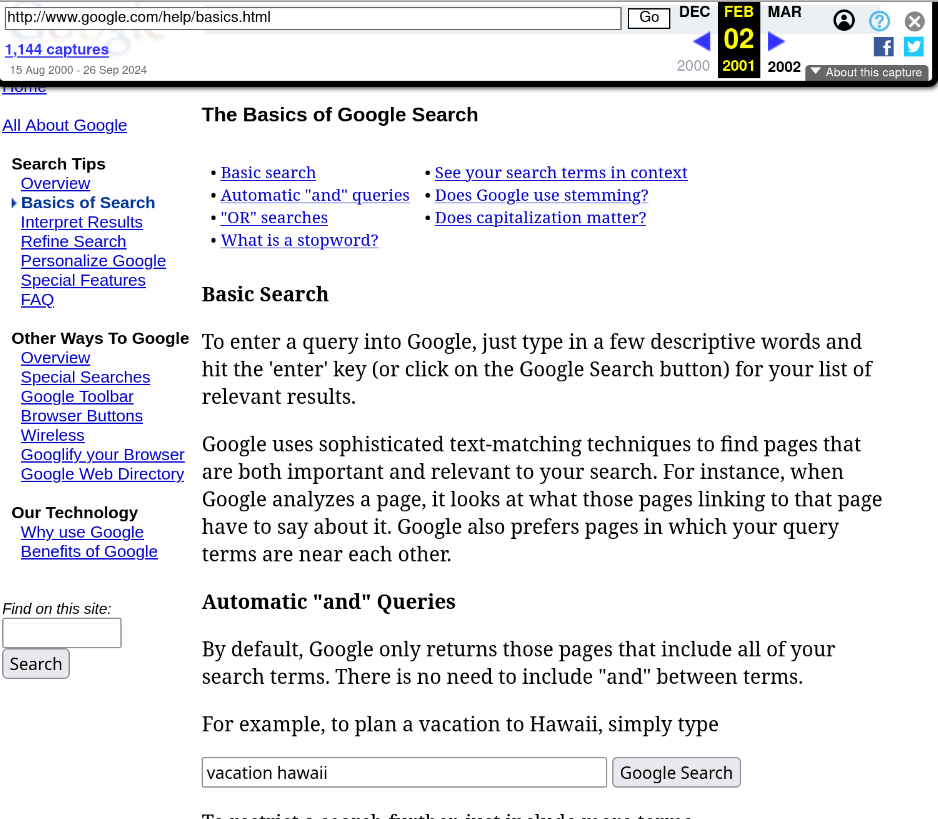 http://www.google.com/help/basics.html
Go
DEC FEB MAR
02
2000 2001 2002
1,144 captures
15 Aug 2000 - 26 Sep 2024
About this capture
Home
All About Google
Search Tips
Overview
Basics of Search
Interpret Results
Refine Search
Personalize Google
Special Features
FAQ
Other Ways To Google
Overview
Special Searches
Google Toolbar
Browser Buttons
Wireless
Googlify your Browser
Google Web Directory
Our Technology
Why use Google
Benefits of Google
Find on this site:
Search
The Basics of Google Search
• Basic search
• Automatic "and" queries
• "OR" searches
• What is a stopword?
• See your search terms in context
• Does Google use stemming?
• Does capitalization matter?
Basic Search
To enter a query into Google, just type in a few descriptive words and
hit the 'enter' key (or click on the Google Search button) for your list of
relevant results.
Google uses sophisticated text-matching techniques to find pages that
are both important and relevant to your search. For instance, when
Google analyzes a page, it looks at what those pages linking to that page
have to say about it. Google also prefers pages in which your query
terms are near each other.
Automatic "and" Queries
By default, Google only returns those pages that include all of your
search terms. There is no need to include "and" between terms.
For example, to plan a vacation to Hawaii, simply type
vacation hawaii
Google Search
To restrict a search further just include more terms